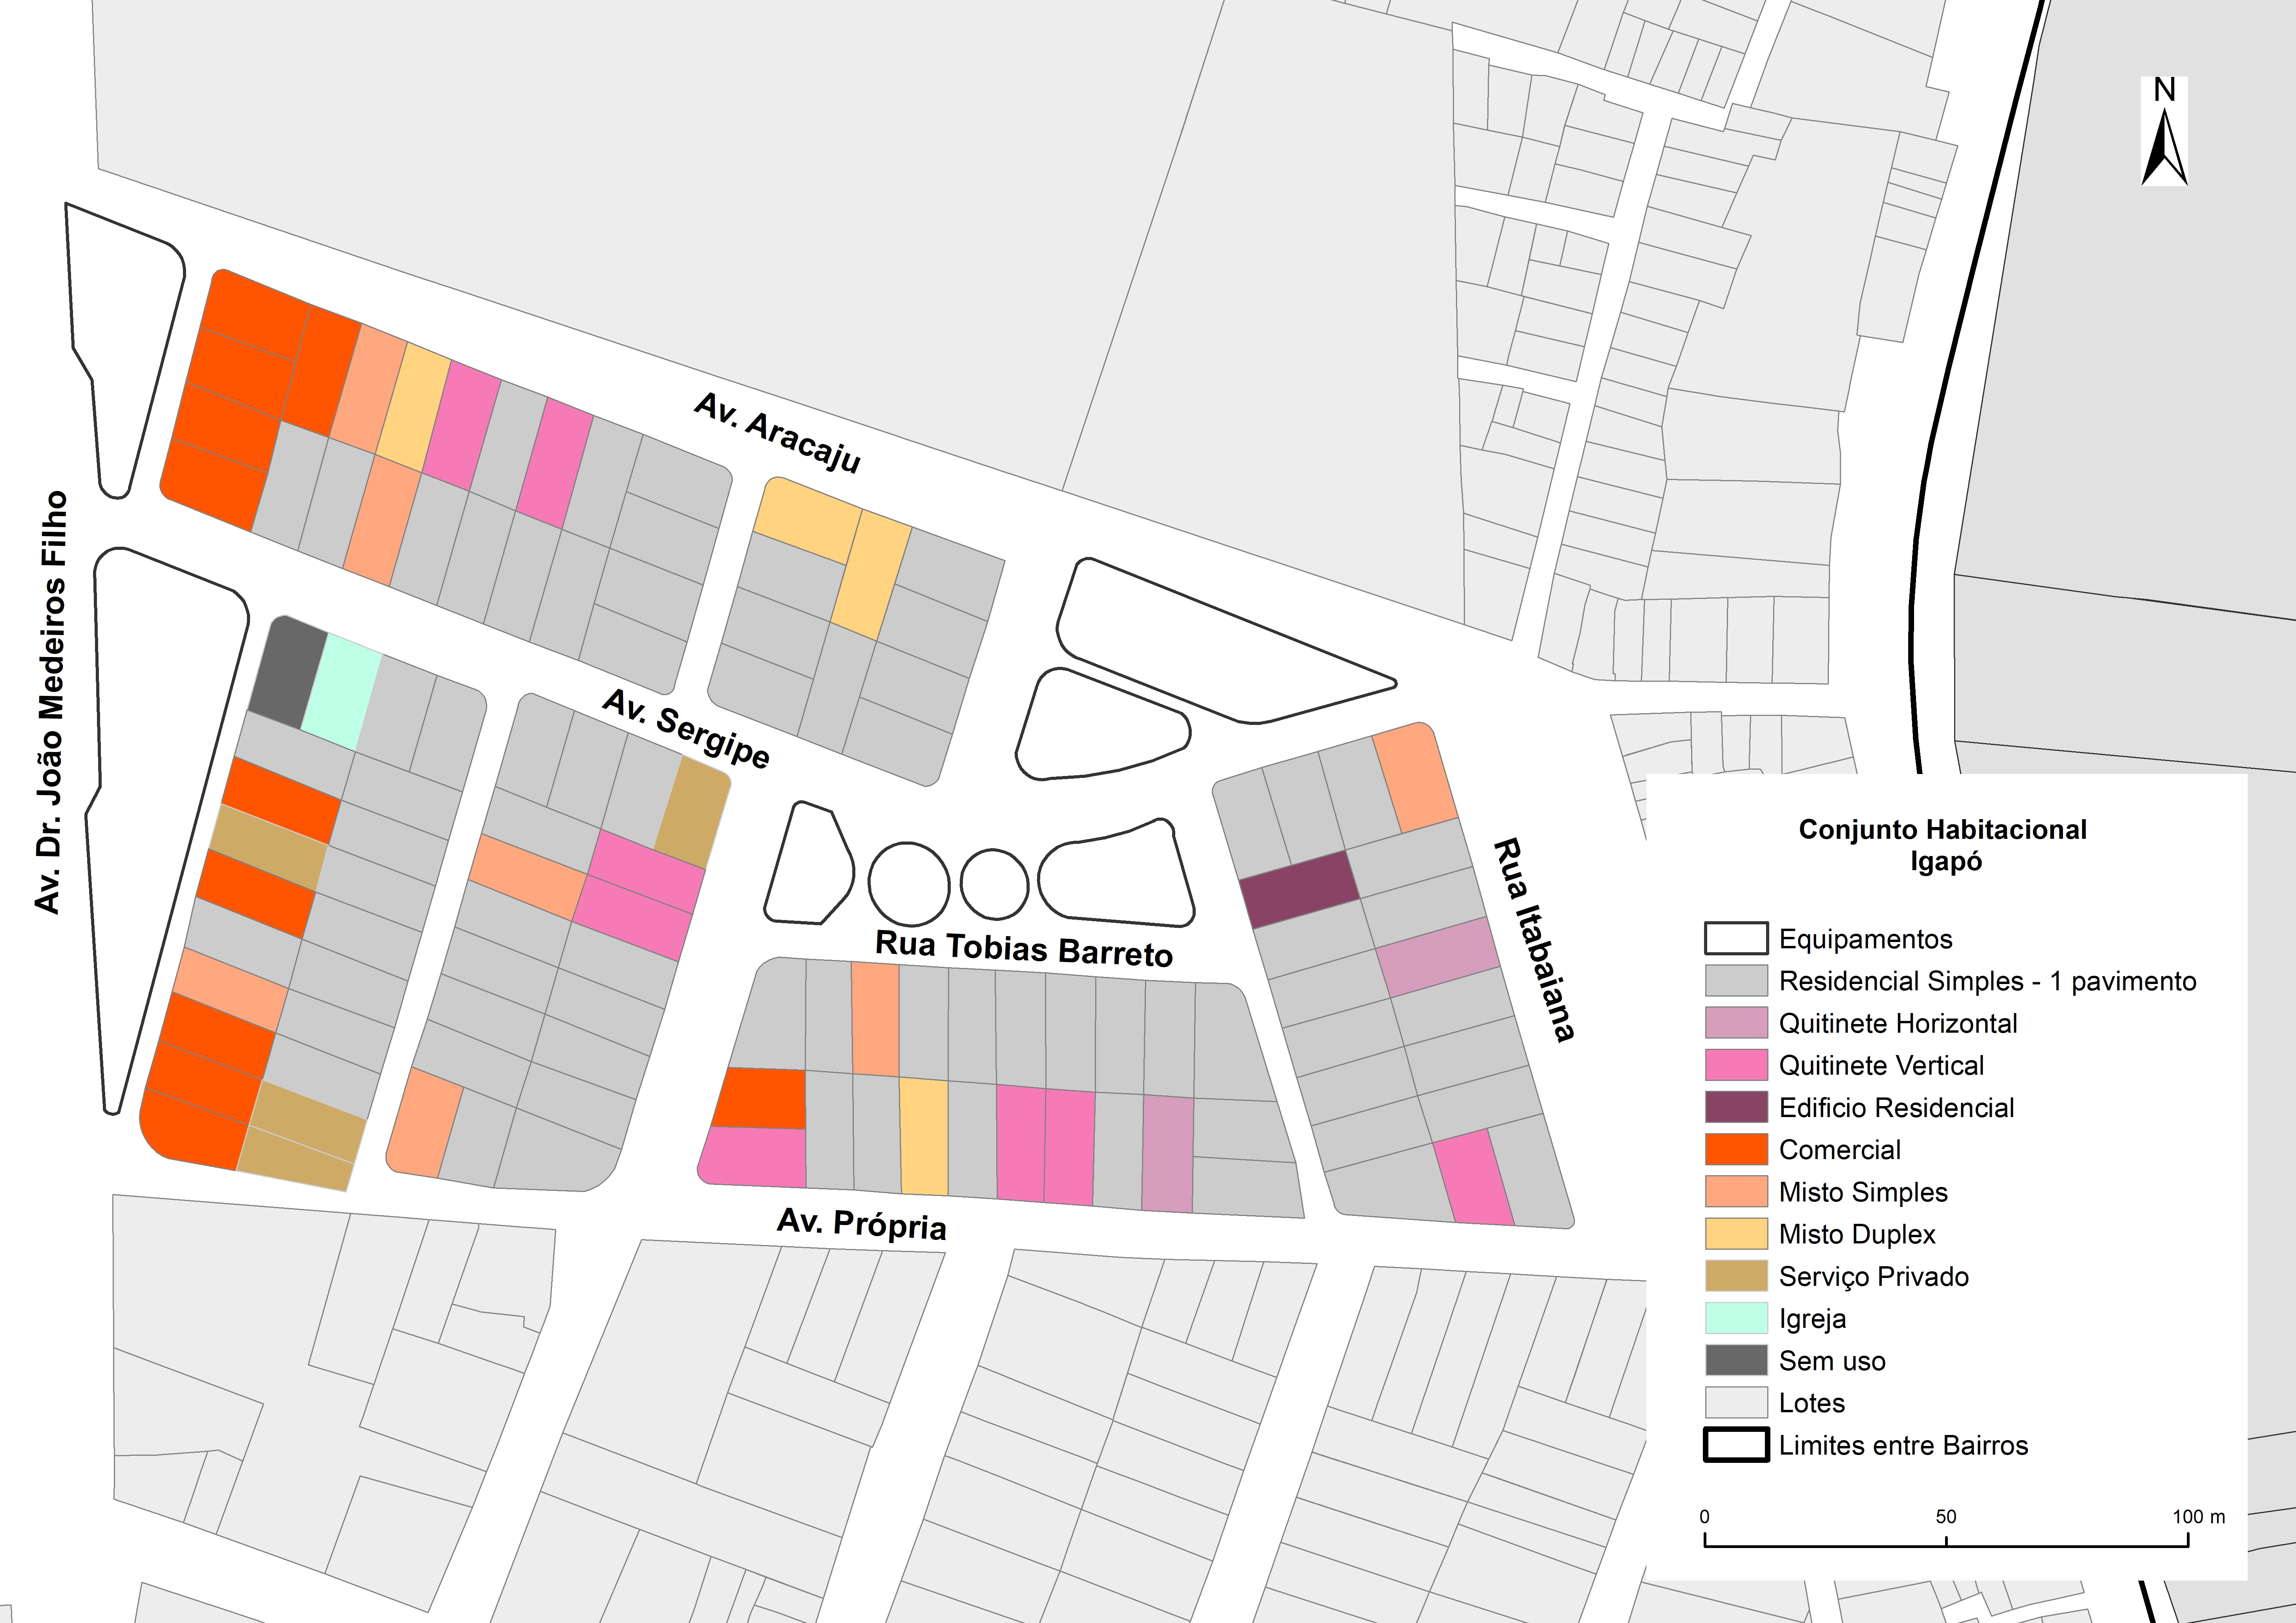 N
Av. Aracaju
Av. Dr. João Medeiros Filho
Av. Sergipe
Rua Tobias Barreto
Rua Itabaiana
Av. Própria
Conjunto Habitacional
Igapó
Equipamentos
Residencial Simples - 1 pavimento
Quitinete Horizontal
Quitinete Vertical
Edificio Residencial
Comercial
Misto Simples
Misto Duplex
Serviço Privado
Igreja
Sem uso
Lotes
Limites entre Bairros
0 50 100 m